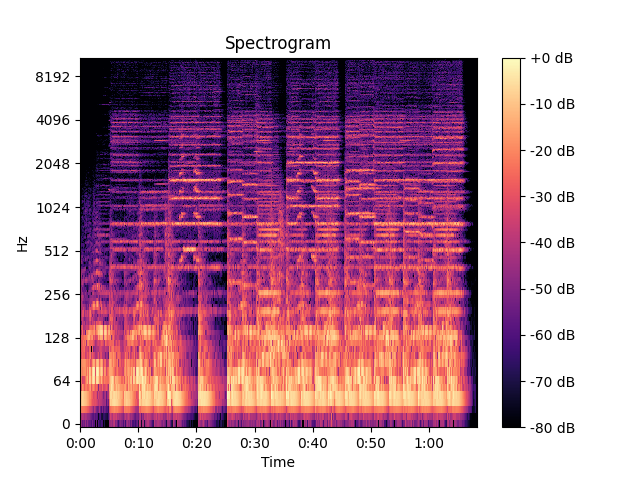 Spectrogram
8192
4096
2048
1024
512
256
128
64
0
Hz
0:00 0:10 0:20 0:30 0:40 0:50 1:00
Time
+0 dB
-10 dB
-20 dB
-30 dB
-40 dB
-50 dB
-60 dB
-70 dB
-80 dB